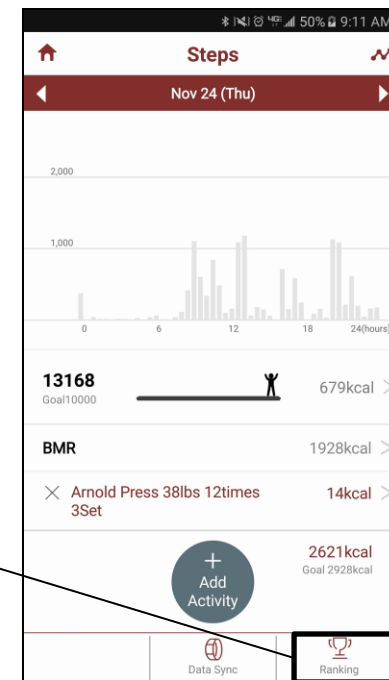 4G 50% 9:11 AM
Steps
Nov 24 (Thu)
2,000
1,000
0 6 12 18 24(hours)
13168
Goal10000
679kcal
BMR 1928kcal
Arnold Press 38lbs 12times
3Set
14kcal
+
Add
Activity
2621kcal
Goal 2928kcal
Data Sync Ranking